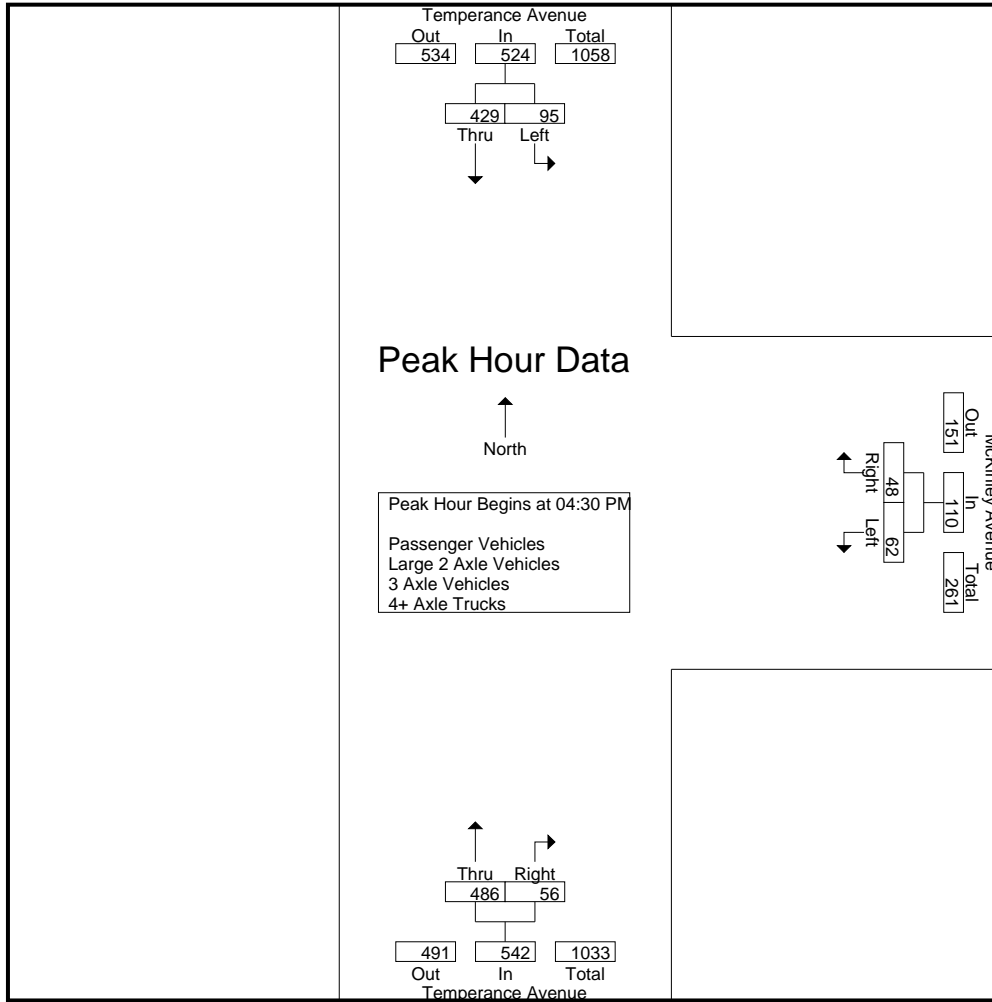 Temperance Avenue
Out In Total
534 524 1058
429 95
Thru Left
Peak Hour Data
North
Peak Hour Begins at 04:30 PM
Passenger Vehicles
Large 2 Axle Vehicles
3 Axle Vehicles
4+ Axle Trucks
McKinley Avenue
Out In Total
151 110 261
48 62
Right Left
Thru Right
486 56
491 542 1033
Out In Total
Temperance Avenue